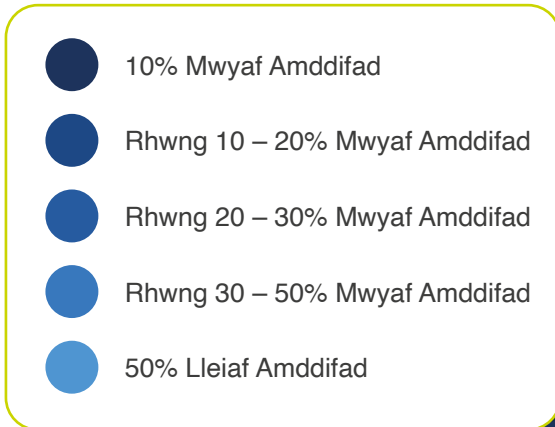 10% Mwyaf Amddifad
Rhwng 10 – 20% Mwyaf Amddifad
Rhwng 20 – 30% Mwyaf Amddifad
Rhwng 30 – 50% Mwyaf Amddifad
50% Lleiaf Amddifad